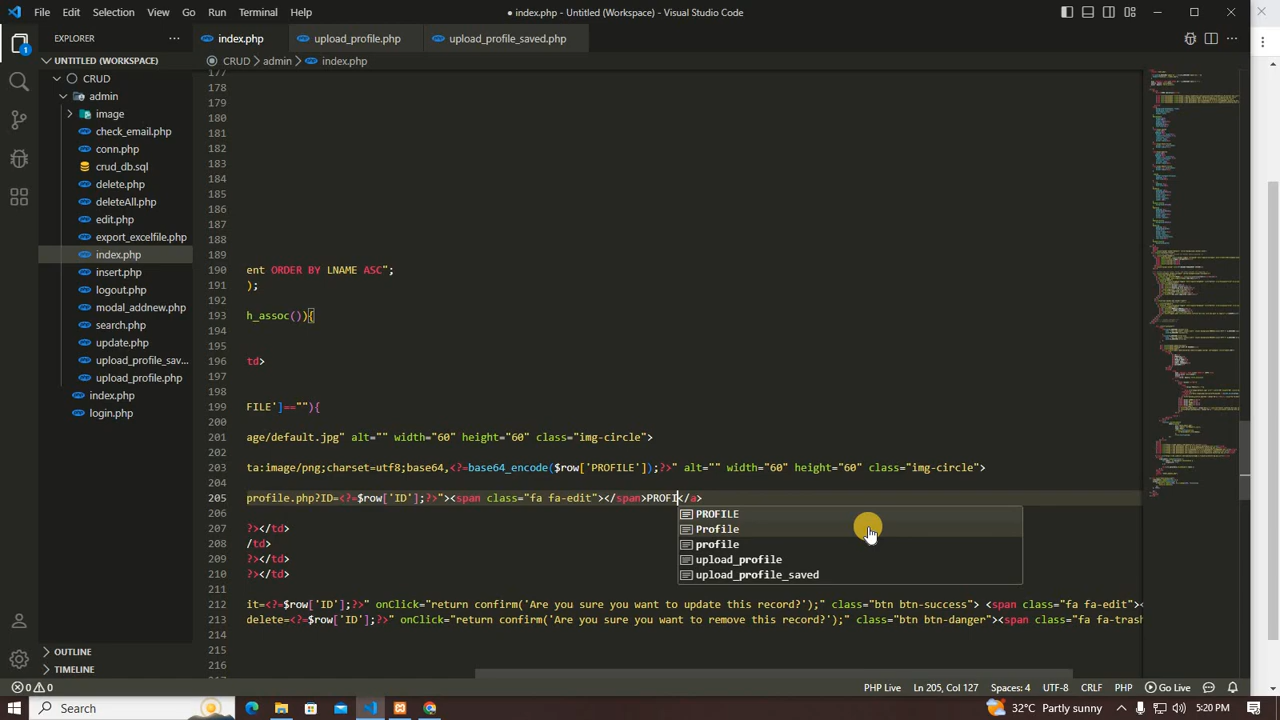 File Edit Selection View Go Run Terminal Help
● index.php - Untitled (Workspace) - Visual Studio Code
EXPLORER
index.php upload_profile.php upload_profile_saved.php
UNTITLED (WORKSPACE)
CRUD > admin > index.php
CRUD
admin
image
check_email.php
conn.php
crud_db.sql
delete.php
deleteAll.php
edit.php
export_excelfile.php
index.php
insert.php
logout.php
modal_addnew.php
search.php
update.php
upload_profile_sav...
upload_profile.php
index.php
login.php
OUTLINE
TIMELINE
177
178
179
180
181
182
183
184
185
186
187
188
189
190 ent ORDER BY LNAME ASC";
191 );
192
193 h_assoc()){
194
195
196 td>
197
198
199 FILE']==""){
200
201 age/default.jpg" alt="" width="60" height="60" class="img-circle">
202
203 ta:image/png;charset=utf8;base64,<?=base64_encode($row['PROFILE']);?>" alt="" width="60" height="60" class="img-circle">
204
205 profile.php?ID=<?=$row['ID'];?>"><span class="fa fa-edit"></span>PROFI</a>
206
207 ?></td>
208 /td>
209 ?></td>
210 ?></td>
211
212 it=<?=$row['ID'];?>" onClick="return confirm('Are you sure you want to update this record?');" class="btn btn-success"> <span class="fa fa-edit"><
213 delete=<?=$row['ID'];?>" onClick="return confirm('Are you sure you want to remove this record?');" class="btn btn-danger"><span class="fa fa-trash
214
215
216
PROFILE
Profile
profile
upload_profile
upload_profile_saved
1
0 0 PHP Live Ln 205, Col 127 Spaces: 4 UTF-8 CRLF PHP Go Live
Search 32°C Partly sunny 5:20 PM